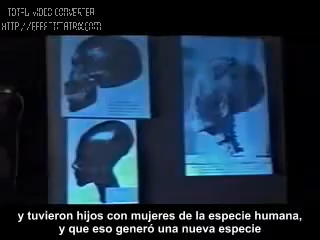 TOTAL VIDEO CONVERTER
HTTP://EFFECTMATRIX.COM
y tuvieron hijos con mujeres de la especie humana,
y que eso generó una nueva especie